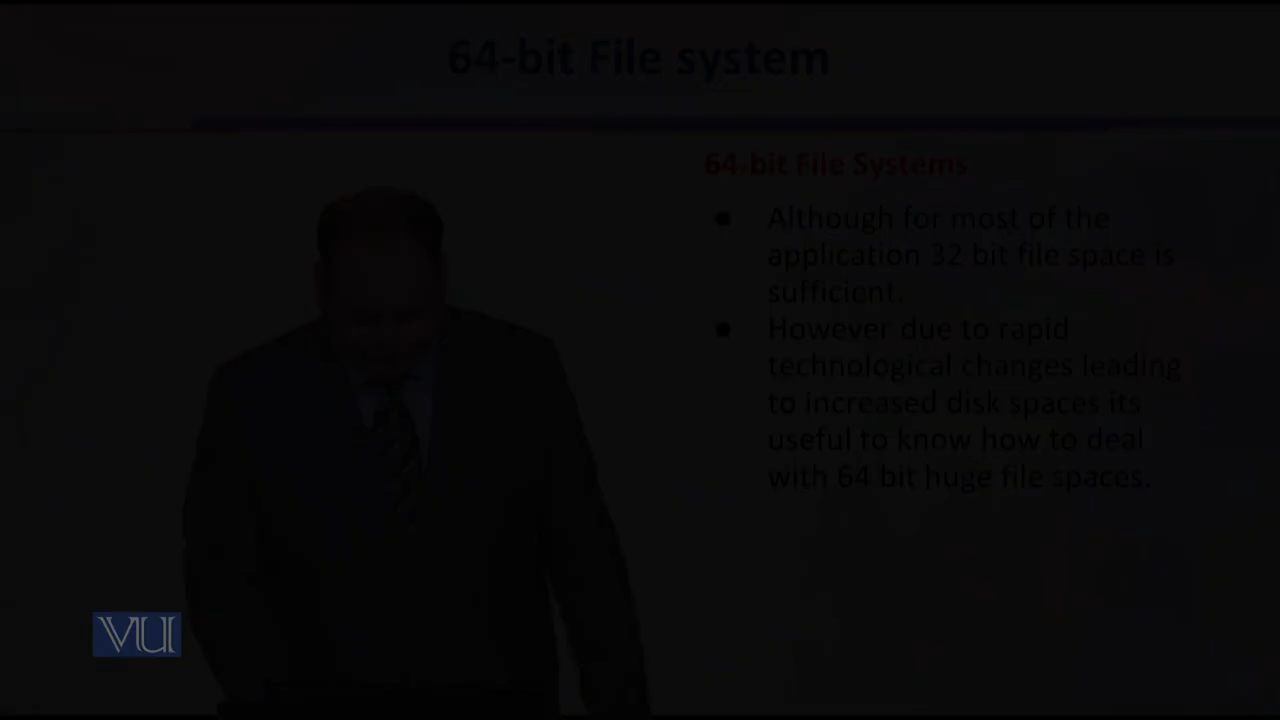 64-bit File system
64-bit File Systems
● Although for most of the
application 32 bit file space is
sufficient.
● However due to rapid
technological changes leading
to increased disk spaces its
useful to know how to deal
with 64 bit huge file spaces.
VU